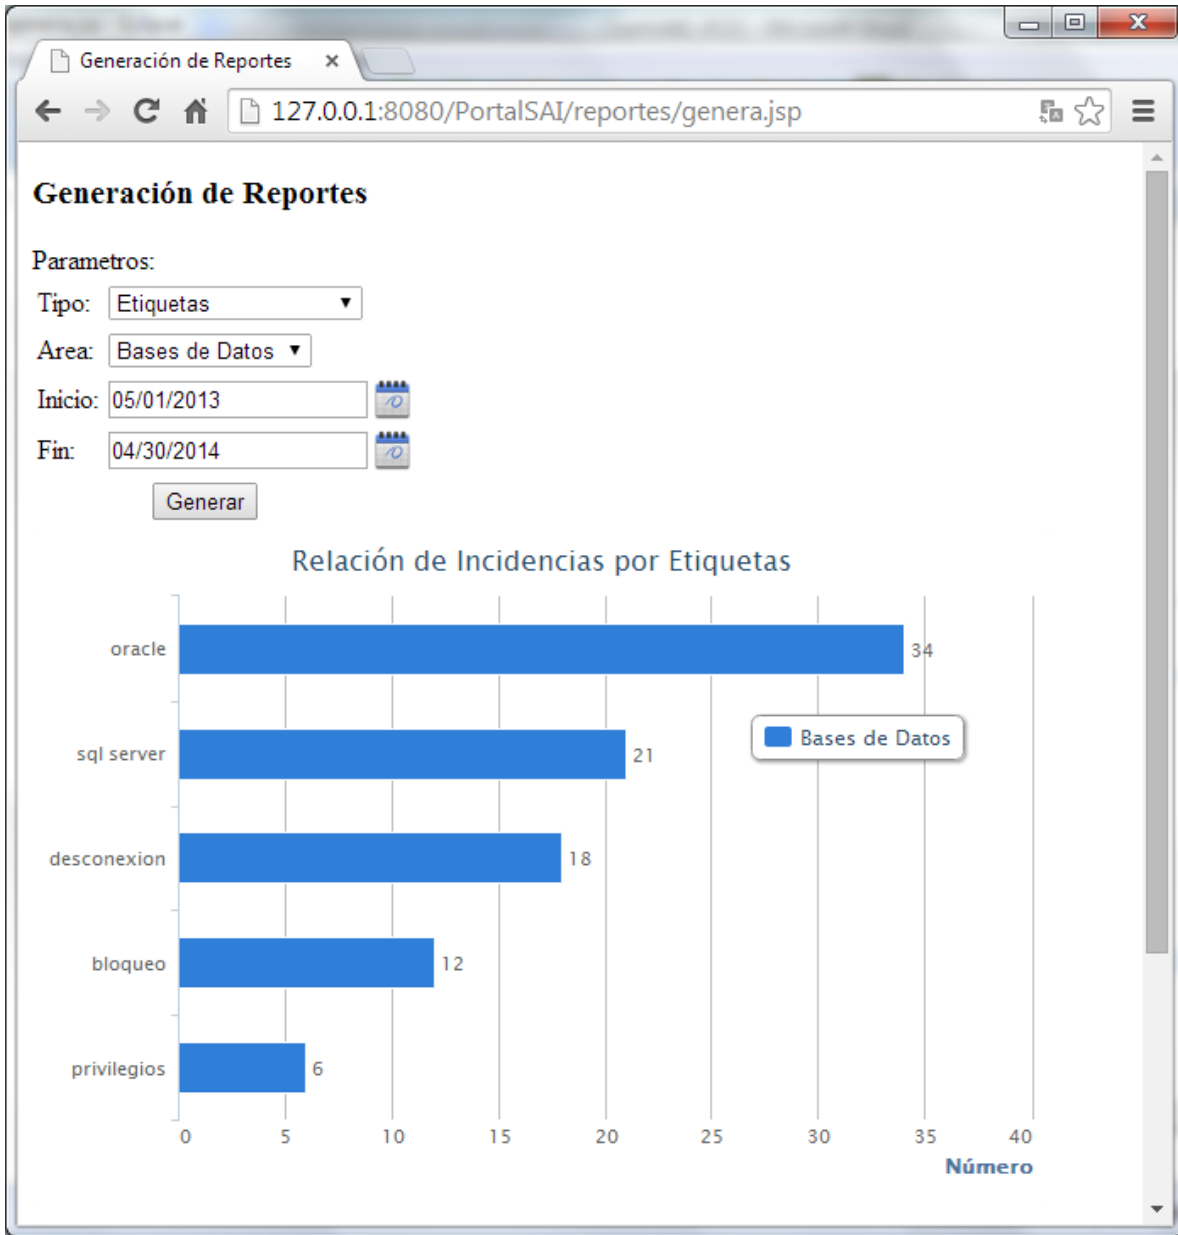 Generación de Reportes
127.0.0.1:8080/PortalSAI/reportes/genera.jsp
Generación de Reportes
Parametros:
Tipo: Etiquetas
Area: Bases de Datos
Inicio: 05/01/2013
Fin: 04/30/2014
Generar
Relación de Incidencias por Etiquetas
oracle 34
Bases de Datos
sql server 21
desconexion 18
bloqueo 12
privilegios 6
0 5 10 15 20 25 30 35 40
Número